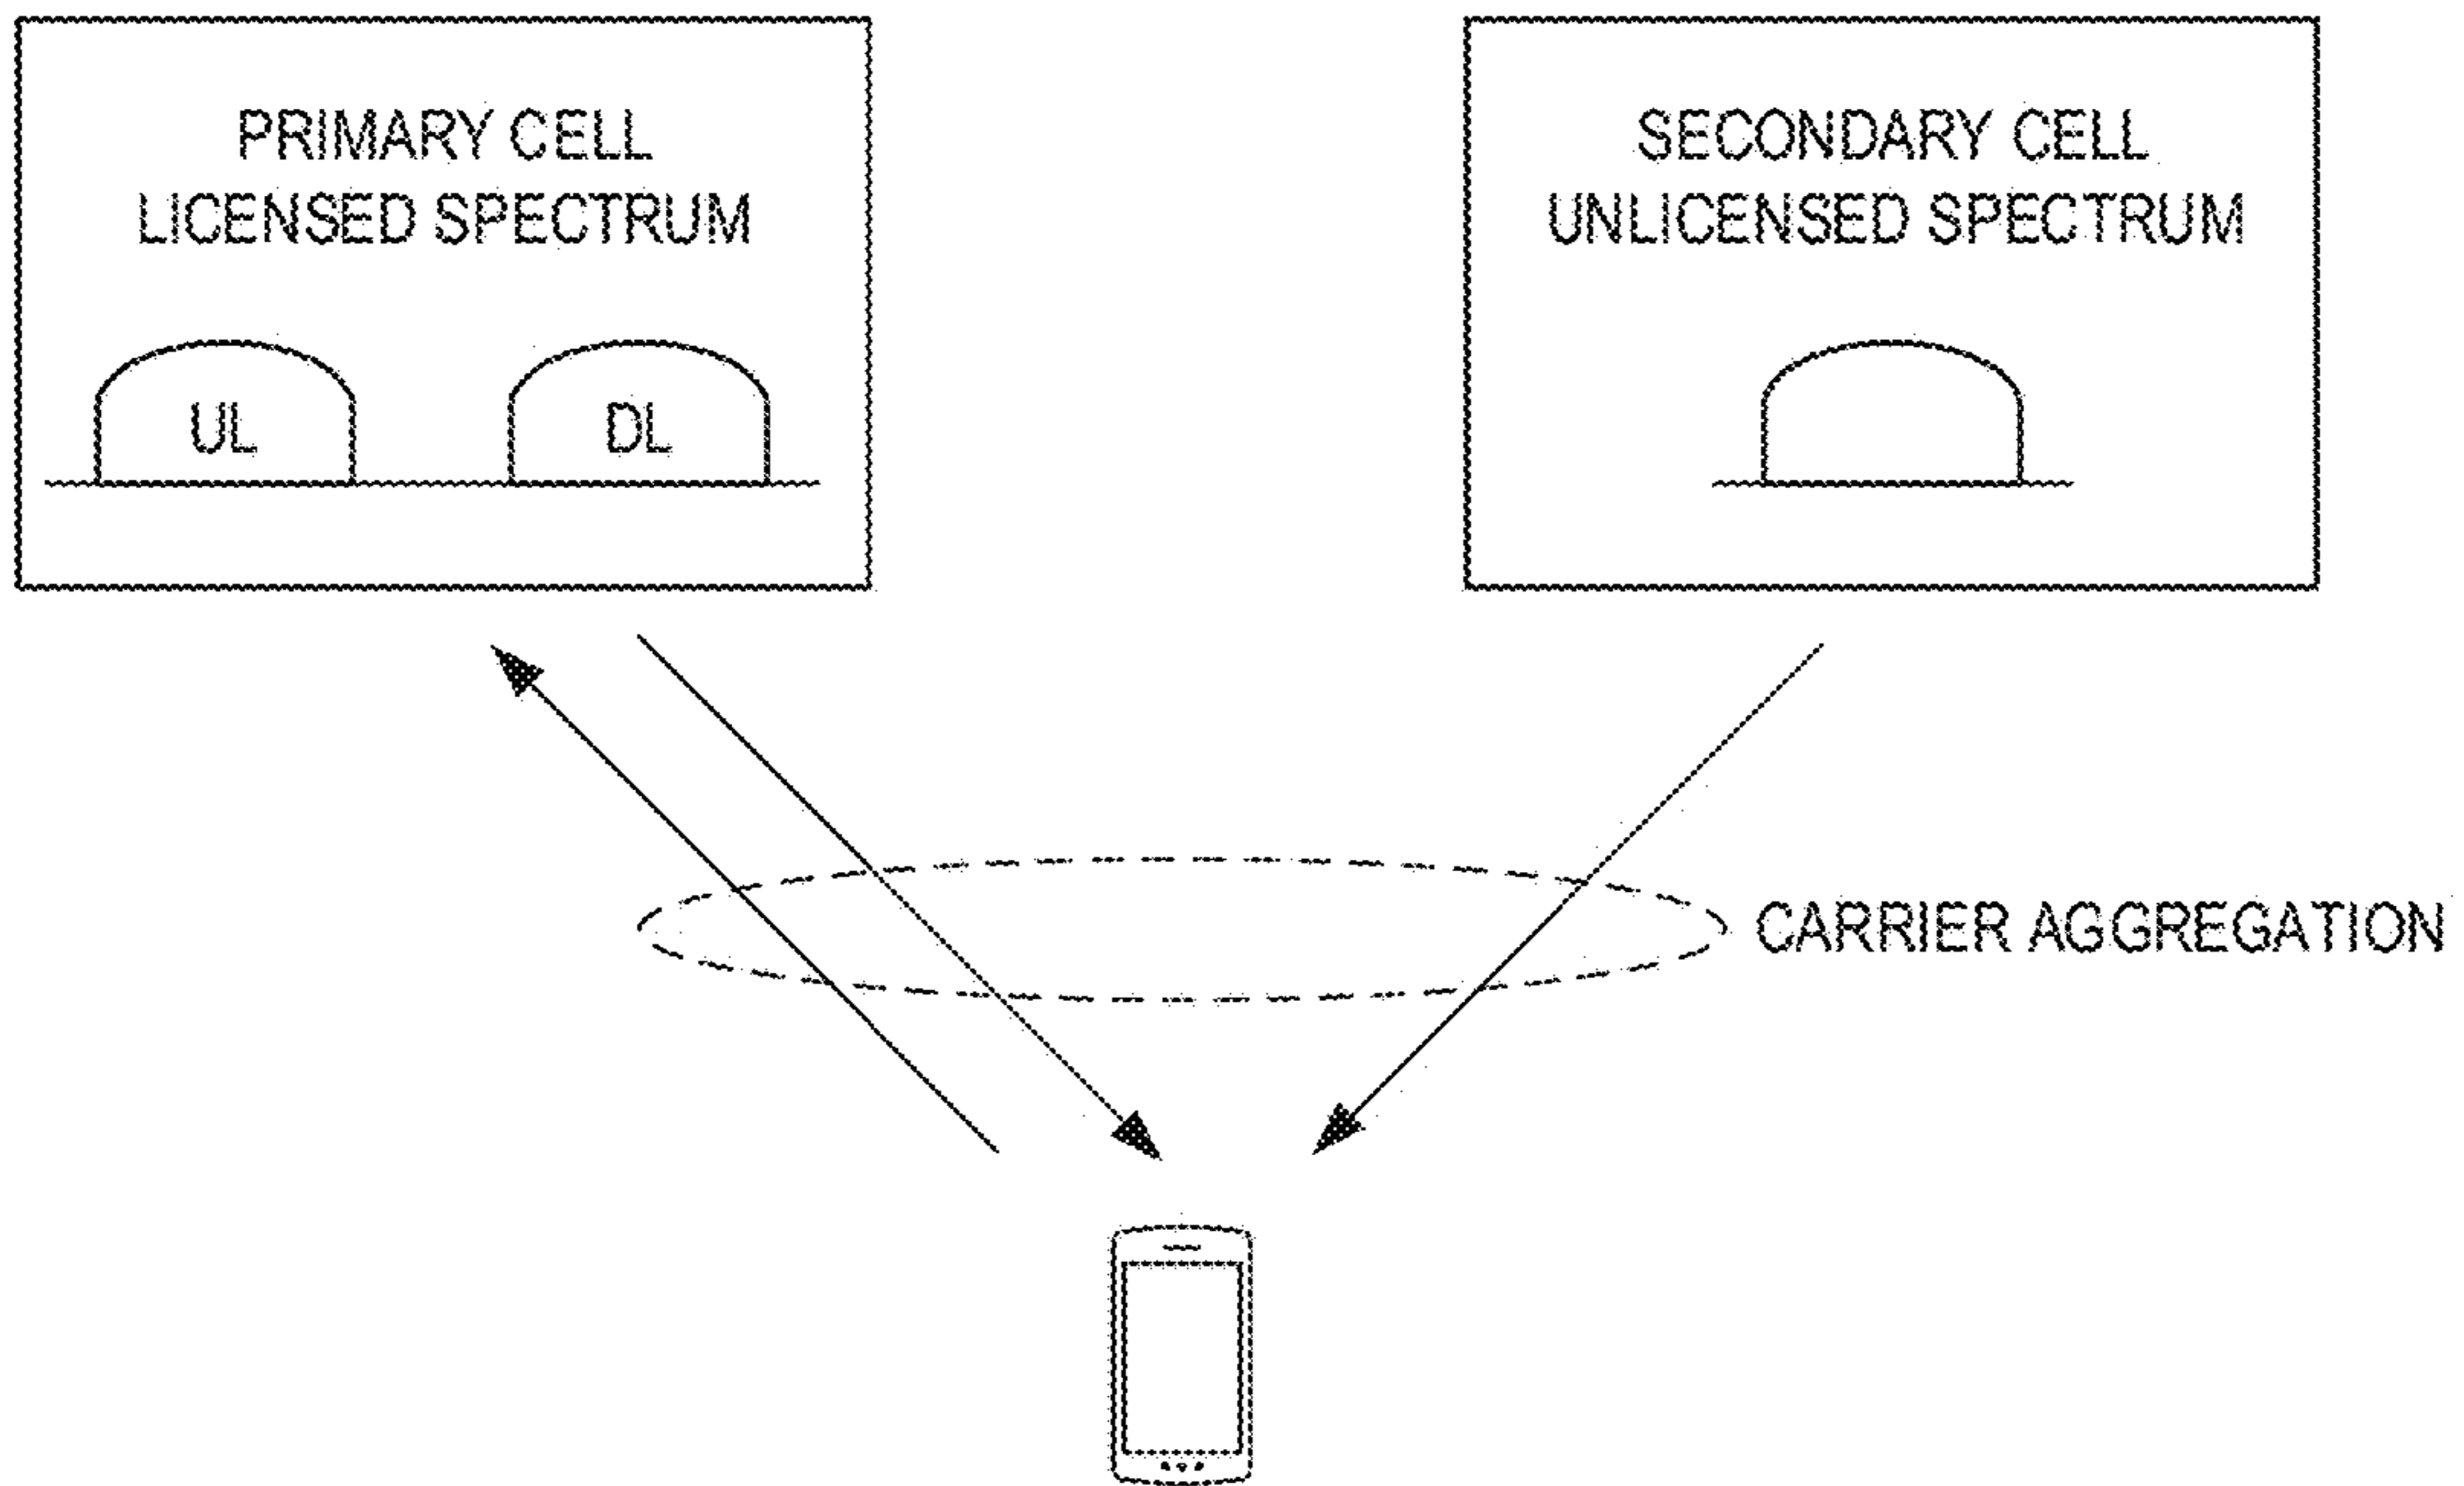 PRIMARY CELL
LICENSED SPECTRUM
UL
DL
SECONDARY CELL
UNLICENSED SPECTRUM
CARRIER AGGREGATION